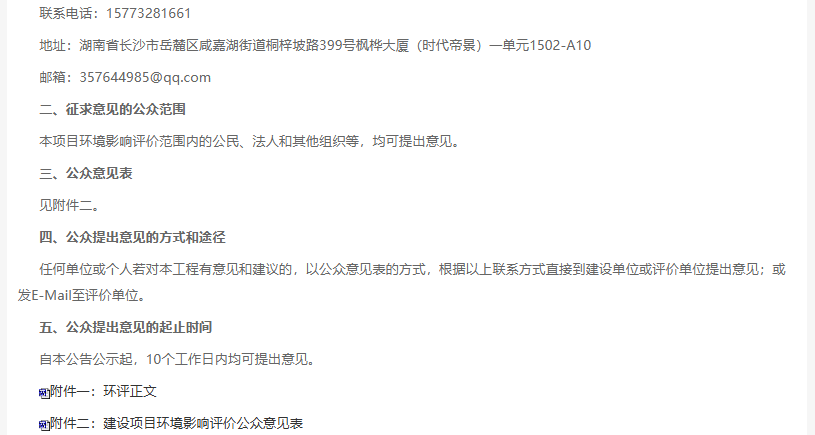 联系电话：15773281661
地址：湖南省长沙市岳麓区咸嘉湖街道桐梓坡路399号枫桦大厦（时代帝景）一单元1502-A10
邮箱：357644985@qq.com
二、征求意见的公众范围
本项目环境影响评价范围内的公民、法人和其他组织等，均可提出意见。
三、公众意见表
见附件二。
四、公众提出意见的方式和途径
任何单位或个人若对本工程有意见和建议的，以公众意见表的方式，根据以上联系方式直接到建设单位或评价单位提出意见；或
发E-Mail至评价单位。
五、公众提出意见的起止时间
自本公告公示起，10个工作日内均可提出意见。
附件一：环评正文
附件二：建设项目环境影响评价公众意见表